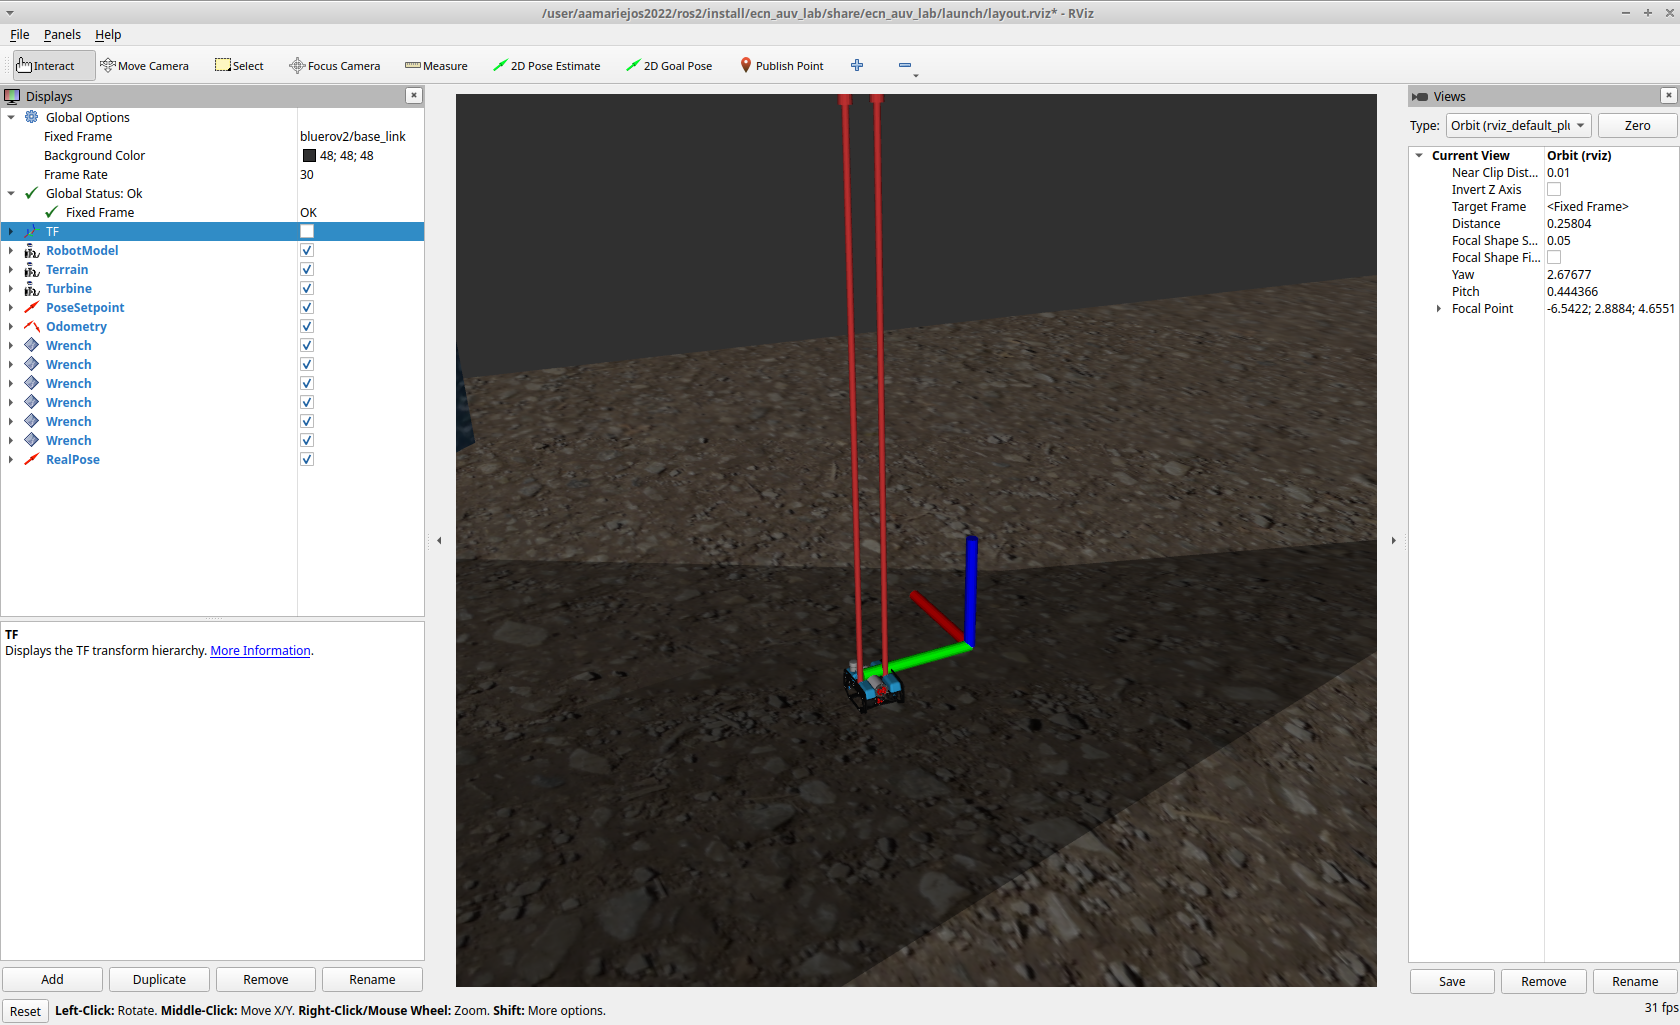 /user/aamariejos2022/ros2/install/ecn_auv_lab/share/ecn_auv_lab/launch/layout.rviz* - RViz
File Panels Help
Interact Move Camera Select Focus Camera Measure 2D Pose Estimate 2D Goal Pose Publish Point
Displays
Global Options
Fixed Frame bluerov2/base_link
Background Color 48; 48; 48
Frame Rate 30
Global Status: Ok
Fixed Frame OK
TF
RobotModel
Terrain
Turbine
PoseSetpoint
Odometry
Wrench
Wrench
Wrench
Wrench
Wrench
Wrench
RealPose
TF
Displays the TF transform hierarchy. More Information.
Add Duplicate Remove Rename
Views
Type: Orbit (rviz_default_plu Zero
Current View Orbit (rviz)
Near Clip Dist... 0.01
Invert Z Axis
Target Frame <Fixed Frame>
Distance 0.25804
Focal Shape S... 0.05
Focal Shape Fi...
Yaw 2.67677
Pitch 0.444366
Focal Point -6.5422; 2.8884; 4.6551
Save Remove Rename
Reset Left-Click: Rotate. Middle-Click: Move X/Y. Right-Click/Mouse Wheel: Zoom. Shift: More options.
31 fps